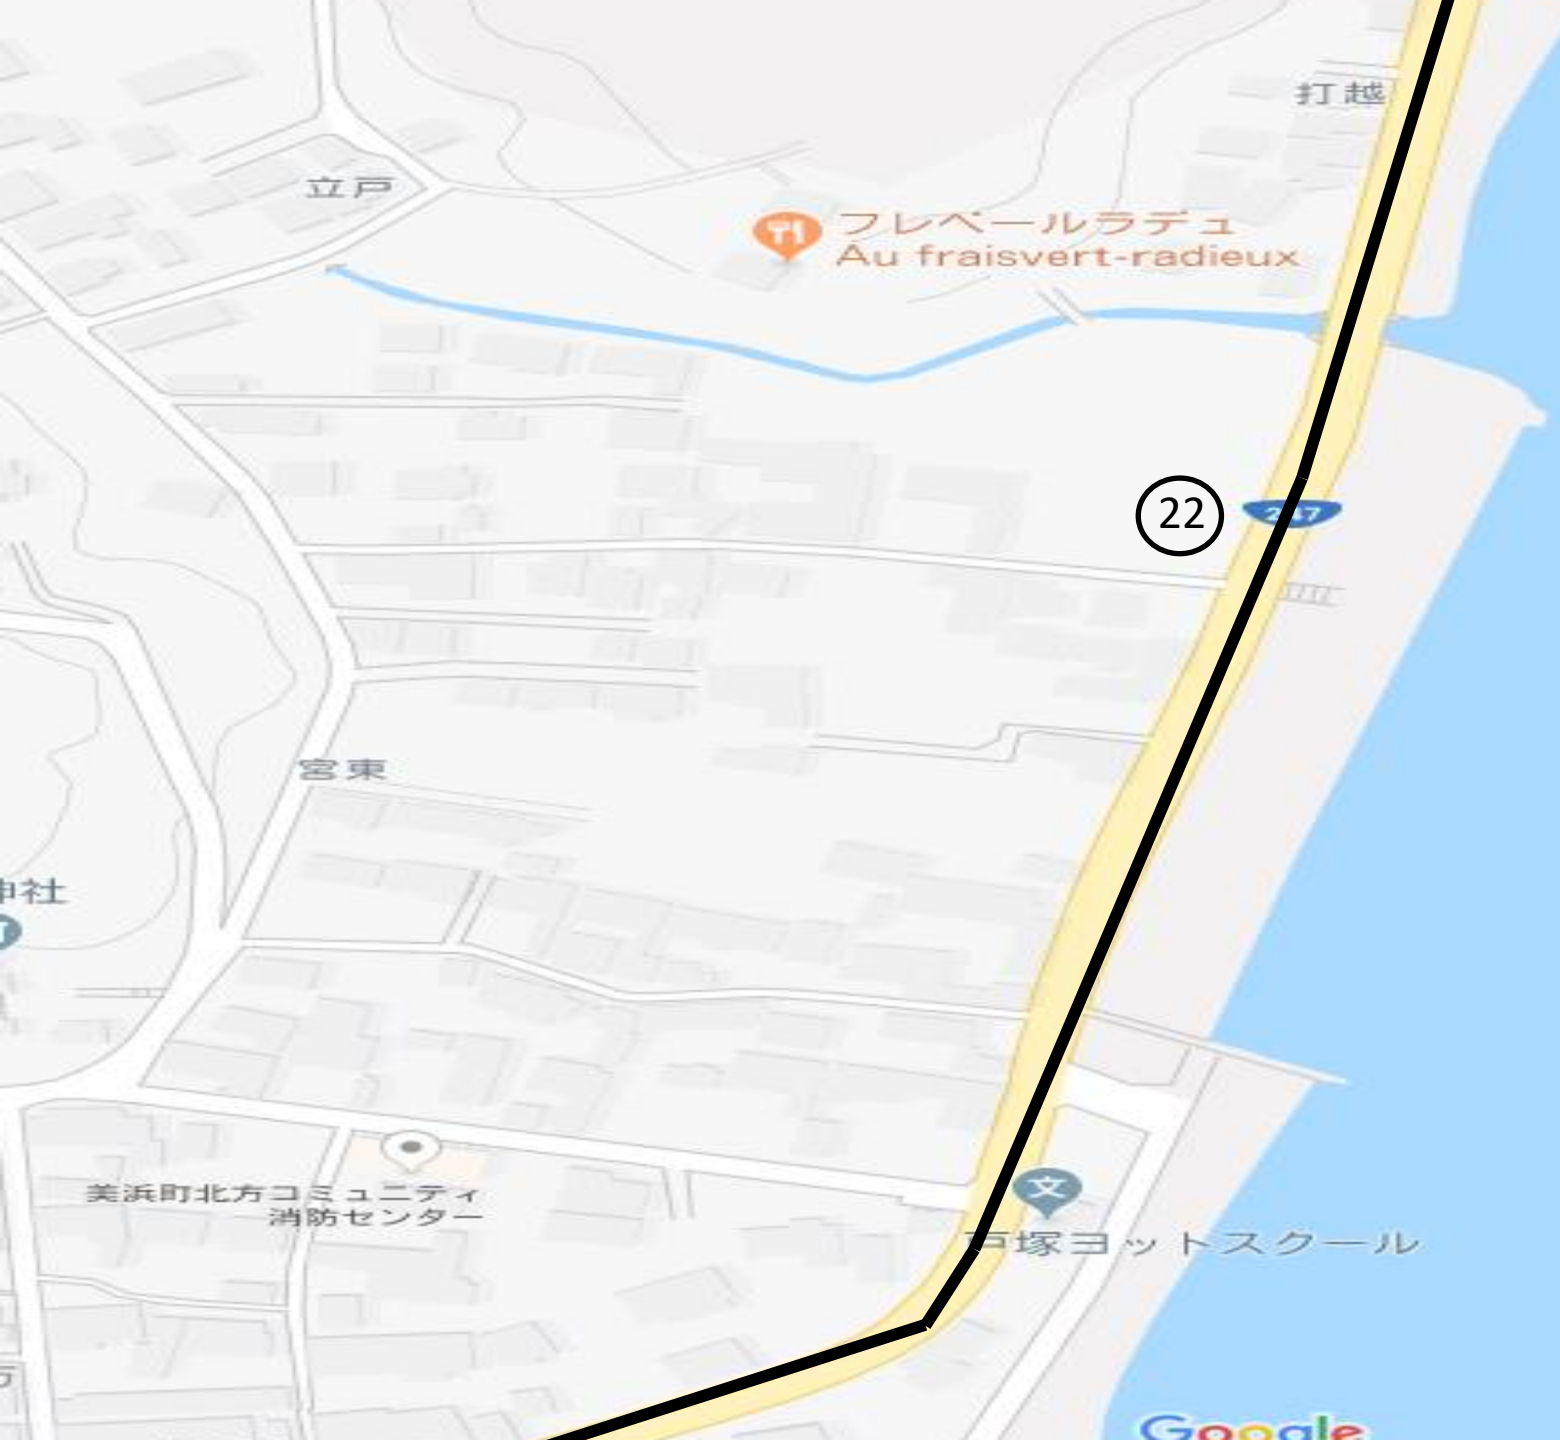 打越
立戸
フレベールラデュ
Au fraisvert-radieux
22
247
宮東
神社
美浜町北方コミュニティ
消防センター
文
戸塚ヨットスクール
Google